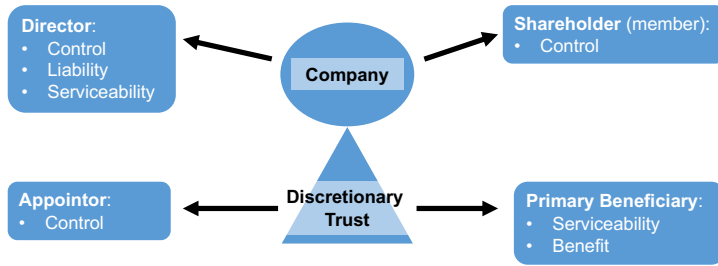 Director:
• Control
• Liability
• Serviceability
Company
Shareholder (member):
• Control
Appointor:
• Control
Discretionary
Trust
Primary Beneficiary:
• Serviceability
• Benefit